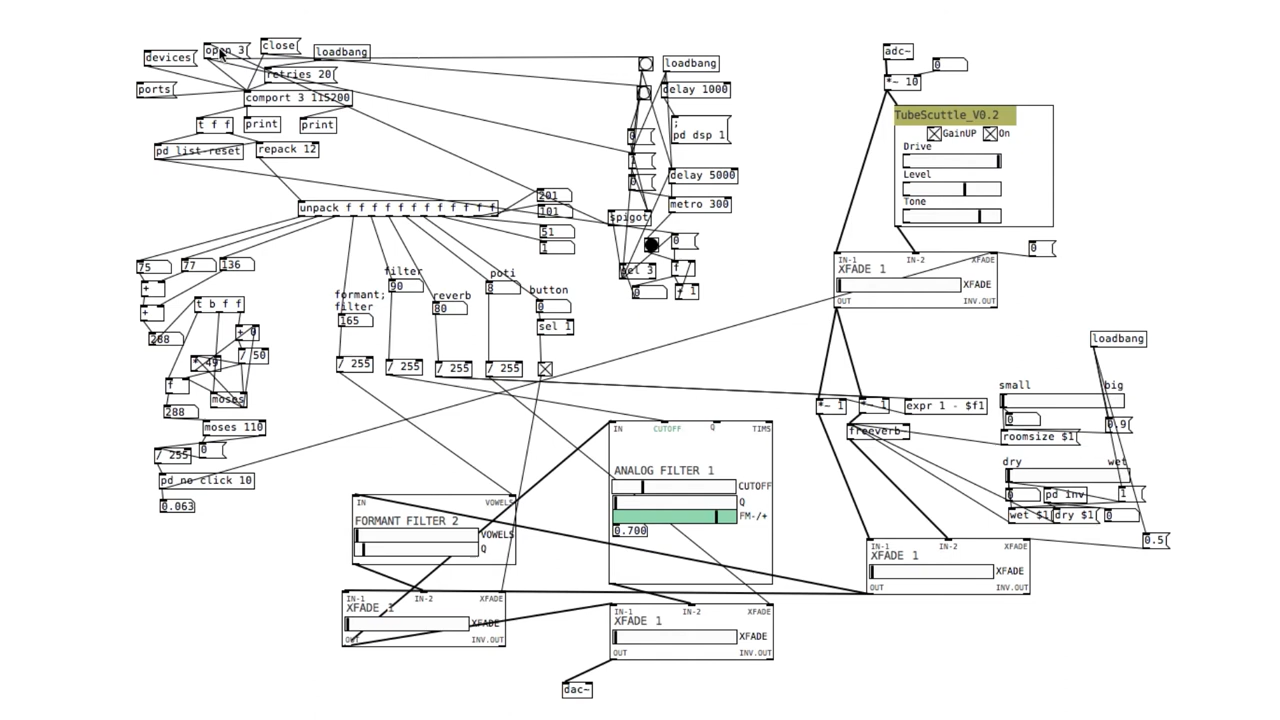 devices
open 3
close
loadbang
retries 20
ports
comport 3 115200
t f f
print
print
pd list-reset
repack 12
unpack f f f f f f f f f f f f
201
101
51
1
loadbang
delay 1000
;
pd dsp 1
0
0
delay 5000
metro 300
spigot
0
sel 3
f
0
+ 1
75
77
136
+
+
288
t b f f
+ 0
* 49
/ 50
f
moses
288
moses 110
/ 255
0
pd no click 10
0.063
formant;
filter
165
filter
90
reverb
80
poti
8
button
0
sel 1
/ 255
/ 255
/ 255
/ 255
adc~
0
*~ 10
TubeScuttle_V0.2
GainUP
On
Drive
Level
Tone
0
IN-1
IN-2
XFADE
XFADE 1
XFADE
OUT
INV.OUT
loadbang
*~ 1
*~ 1
expr 1 - $f1
freeverb~
small
big
0
0.9
roomsize $1
dry
wet
0
pd inv
1
wet $1
dry $1
0
0.5
IN
CUTOFF
Q
TIMS
ANALOG FILTER 1
CUTOFF
Q
FM-/+
0.700
IN
VOWELS
FORMANT FILTER 2
VOWELS
Q
IN-1
IN-2
XFADE
XFADE 1
XFADE
OUT
INV.OUT
IN-1
IN-2
XFADE
XFADE 1
XFADE
OUT
INV.OUT
IN-1
IN-2
XFADE
XFADE 1
XFADE
OUT
INV.OUT
dac~